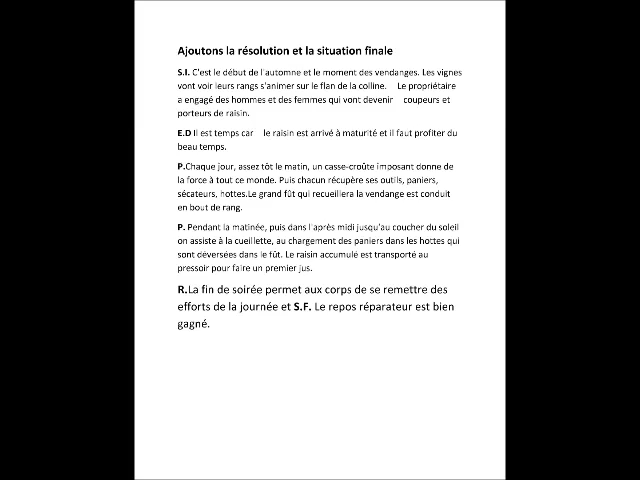 Ajoutons la résolution et la situation finale
S.I. C'est le début de l'automne et le moment des vendanges. Les vignes
vont voir leurs rangs s'animer sur le flan de la colline. Le propriétaire
a engagé des hommes et des femmes qui vont devenir coupeurs et
porteurs de raisin.
E.D Il est temps car le raisin est arrivé à maturité et il faut profiter du
beau temps.
P.Chaque jour, assez tôt le matin, un casse-croûte imposant donne de
la force à tout ce monde. Puis chacun récupère ses outils, paniers,
sécateurs, hottes.Le grand fût qui recueillera la vendange est conduit
en bout de rang.
P. Pendant la matinée, puis dans l'après midi jusqu'au coucher du soleil
on assiste à la cueillette, au chargement des paniers dans les hottes qui
sont déversées dans le fût. Le raisin accumulé est transporté au
pressoir pour faire un premier jus.
R.La fin de soirée permet aux corps de se remettre des
efforts de la journée et S.F. Le repos réparateur est bien
gagné.